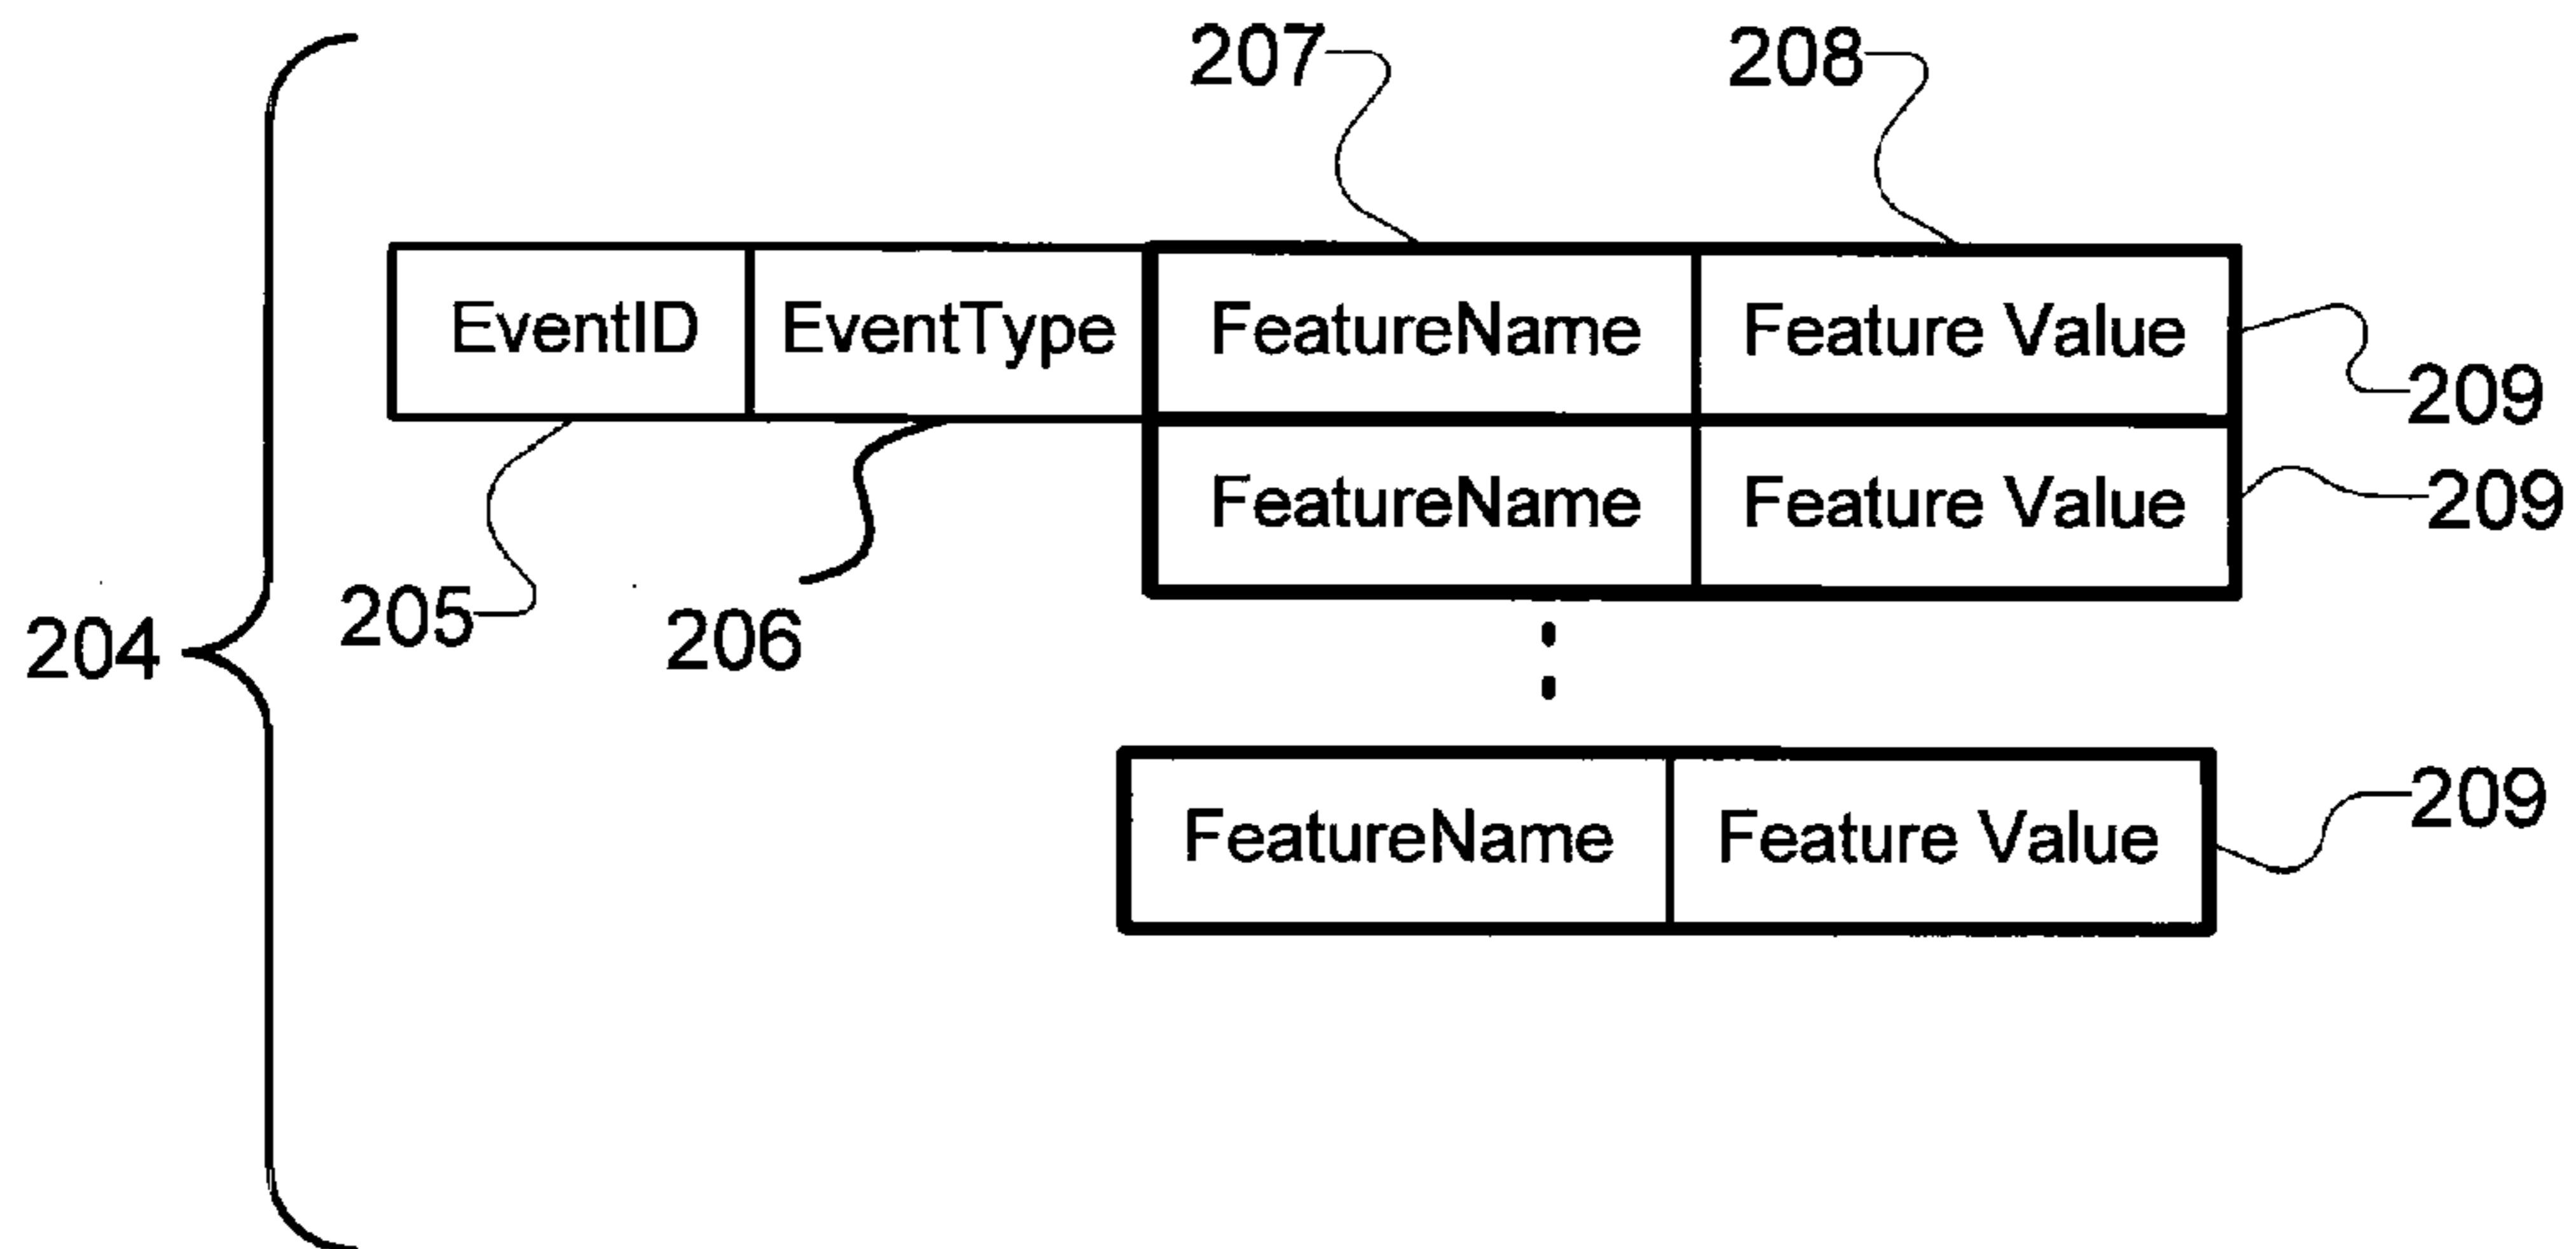 207 208
EventID EventType FeatureName Feature Value
209
FeatureName Feature Value 209
205 206
204
FeatureName Feature Value 209